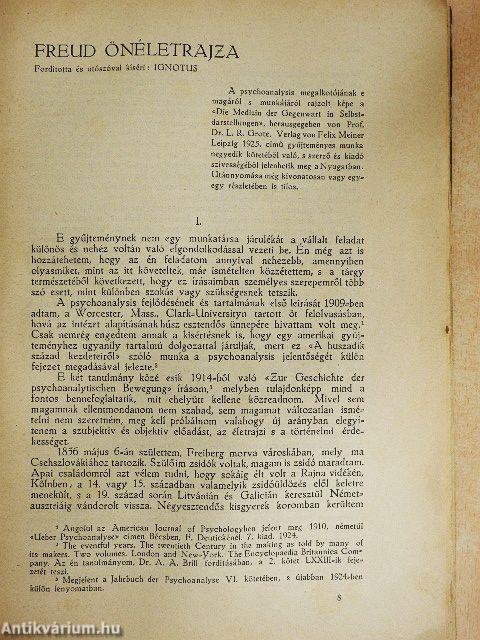 FREUD ÖNÉLETRAJZA
Fordította és utószóval kíséri: IGNOTUS
A psychoanalysis megalkotójának e
magáról s munkájáról rajzolt képe a
«Die Medizin der Gegenwart in Selbst-
darstellungen», herausgegeben von Prof.
Dr. L. R. Grote. Verlag von Felix Meiner
Leipzig 1925. című gyűjteményes munka
negyedik kötetéből való, s szerző és kiadó
szívességéből jelenhetik meg a Nyugatban.
Utánnyomása még kivonatosan vagy egy-
egy részletében is tilos.
I.
E gyűjteménynek nem egy munkatársa járulékát a vállalt feladat
különös és nehéz voltán való elgondolkodással vezeti be. Én még azt is
hozzátehetem, hogy az én feladatom annyival nehezebb, amennyiben
olyasmiket, mint az itt követeltek, már ismételten közzétettem, s a tárgy
természetéből következett, hogy ez írásaimban személyes szerepemről több
szó esett, mint különben szokás vagy szükségesnek tetszik.
A psychoanalysis fejlődésének és tartalmának első leírását 1909-ben
adtam, a Worcester, Mass., Clark-Universityn tartott öt felolvasásban,
hová az intézet alapításának húsz esztendős ünnepére hivattam volt meg.¹
Csak nemrég engedtem annak a kísértésnek is, hogy egy amerikai gyűj-
teményhez ugyanily tartalmú dolgozattal járuljak, mert ez «A huszadik
század kezdeteiről» szóló munka a psychoanalysis jelentőségét külön
fejezet megadásával jelezte.²
E két tanulmány közé esik 1914-ből való «Zur Geschichte der
psychoanalytischen Bewegung» írásom,³ melyben tulajdonképp mind a
fontos bennefoglaltatik, mit ehelyütt kellene közreadnom. Mivel sem
magamnak ellentmondanom nem szabad, sem magamat változatlan ismé-
telni nem szeretném, meg kell próbálnom valahogy új arányban elegyí-
tenem a szubjektív és objektív előadást, az életrajzi s a történelmi érde-
kességet.
1856 május 6-án születtem, Freiberg morva városkában, mely ma
Csehszlovákiához tartozik. Szülőim zsidók voltak, magam is zsidó maradtam.
Apai családomról azt vélem tudni, hogy sokáig élt volt a Rajna vidékén,
Kölnben, a 14. vagy 15. században valamelyik zsidóüldözés elől keletre
menekült, s a 19. század során Litvánián és Galicián keresztül Német-
ausztriáig vándorolt vissza. Négyesztendős kisgyerek koromban kerültem
¹ Angolul az American Journal of Psychologyben jelent meg 1910, németül
«Ueber Psychoanalyse» címen Bécsben, F. Deutickénél. 7. kiad. 1924.
² The eventful years. The twentieth Century in the making as told by many of
its makers. Two volumes. London and New-York. The Encyclopaedia Britannica Com-
pany. Az én tanulmányom, Dr. A. A. Brill fordításában, a 2. kötet LXXIII-ik feje-
zetét teszi.
³ Megjelent a Jahrbuch der Psychoanalyse VI. kötetében, s újabban 1924-ben
külön lenyomatban.
8
Antikvárium.hu